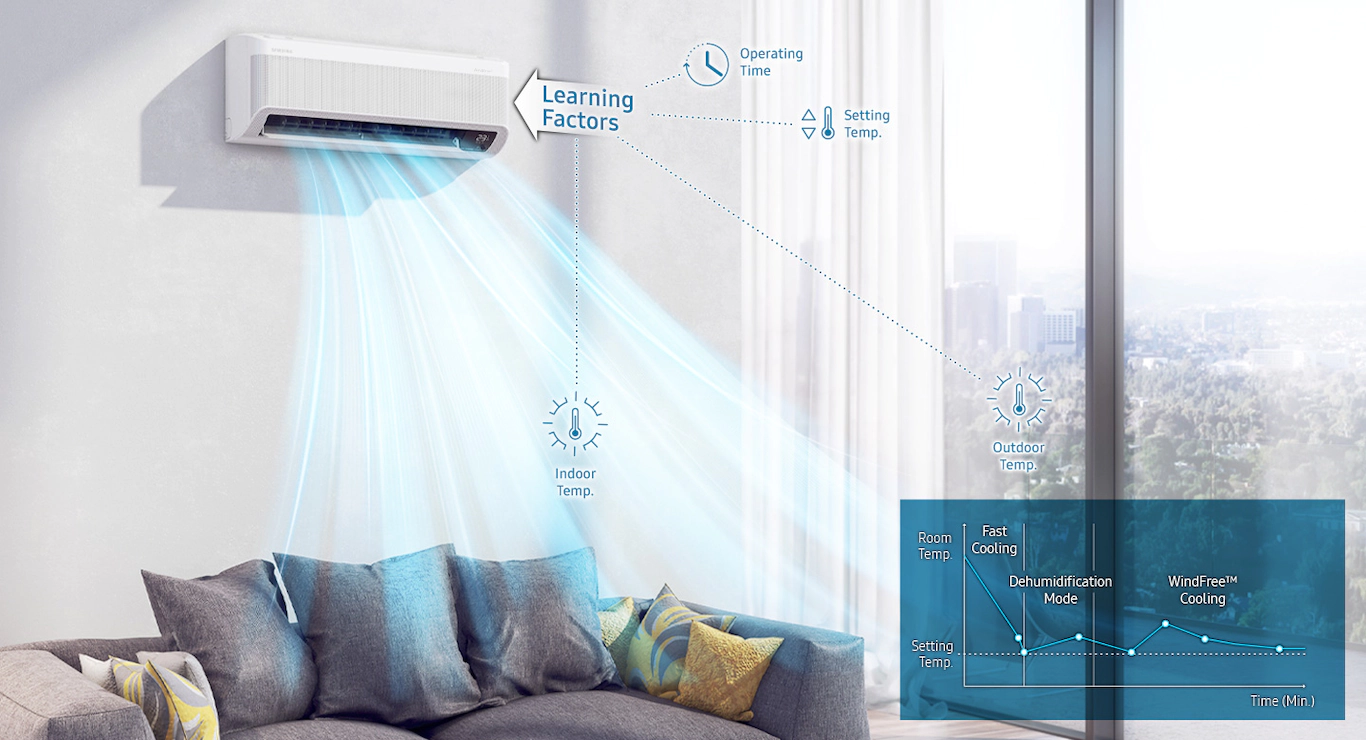 SAMSUNG
Learning
Factors
Operating
Time
Setting
Temp.
Indoor
Temp.
Outdoor
Temp.
Room
Temp.
Fast
Cooling
Dehumidification
Mode
WindFree™
Cooling
Setting
Temp.
Time (Min.)